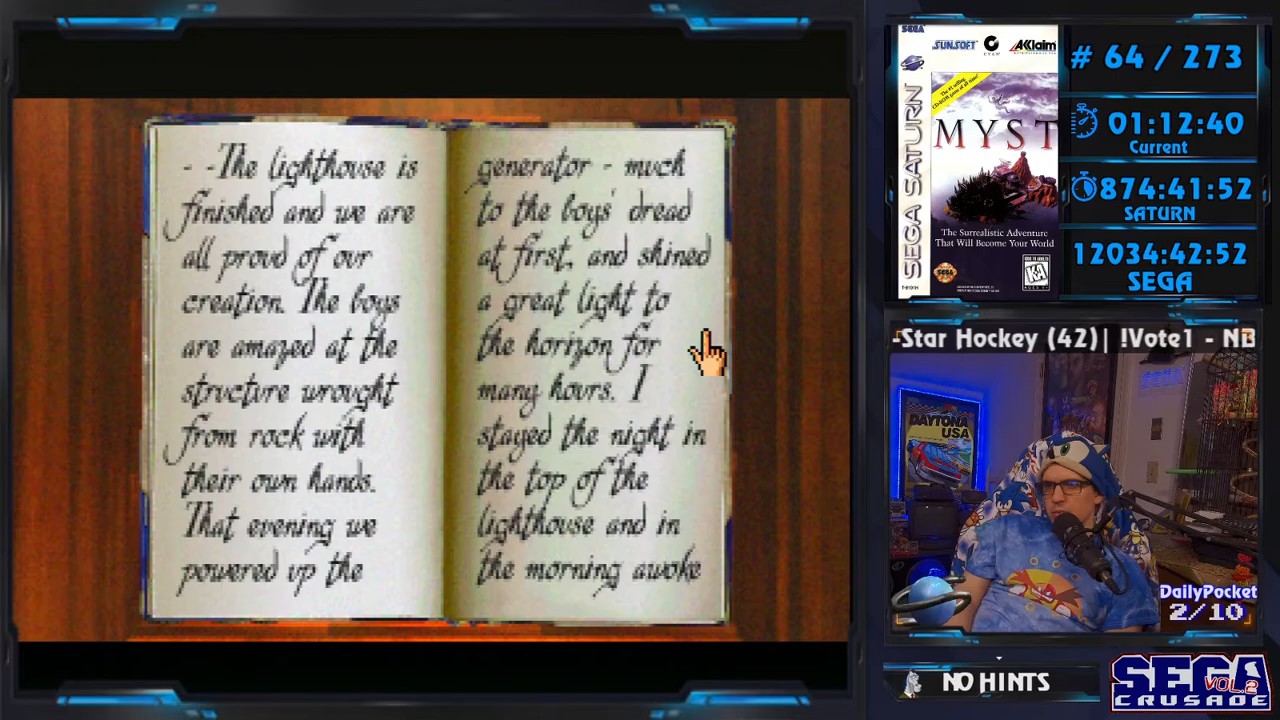 - -The lighthouse is
finished and we are
all proud of our
creation. The boys
are amazed at the
structure wrought
from rock with
their own hands.
That evening we
powered up the
generator - much
to the boys' dread
at first, and shined
a great light to
the horizon for
many hours. I
stayed the night in
the top of the
lighthouse and in
the morning awoke
SEGA
SUNSOFT
CYAN
AKKlaim
SEGA SATURN
MYST
The Surrealistic Adventure
That Will Become Your World
K-A
# 64 / 273
01:12:40
Current
874:41:52
SATURN
12034:42:52
SEGA
-Star Hockey (42)| !Vote1 - NB
DAYTONA
USA
DailyPocket
2/10
NO HINTS
SEGA
VOL.2
CRUSADE